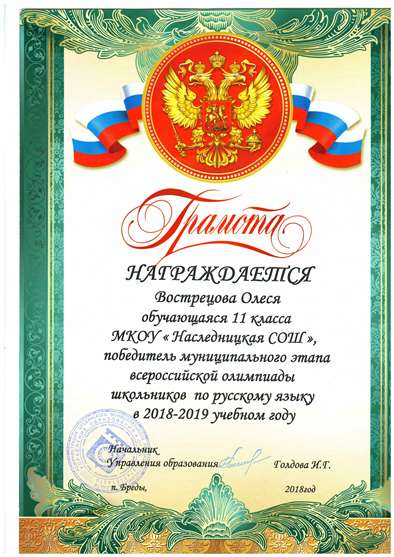 Грамота
НАГРАЖДАЕТСЯ
Вострецова Олеся
обучающаяся 11 класса
МКОУ « Наследницкая СОШ »,
победитель муниципального этапа
всероссийской олимпиады
школьников по русскому языку
в 2018-2019 учебном году
Начальник
Управления образования Голдова И.Г.
п. Бреды, 2018год